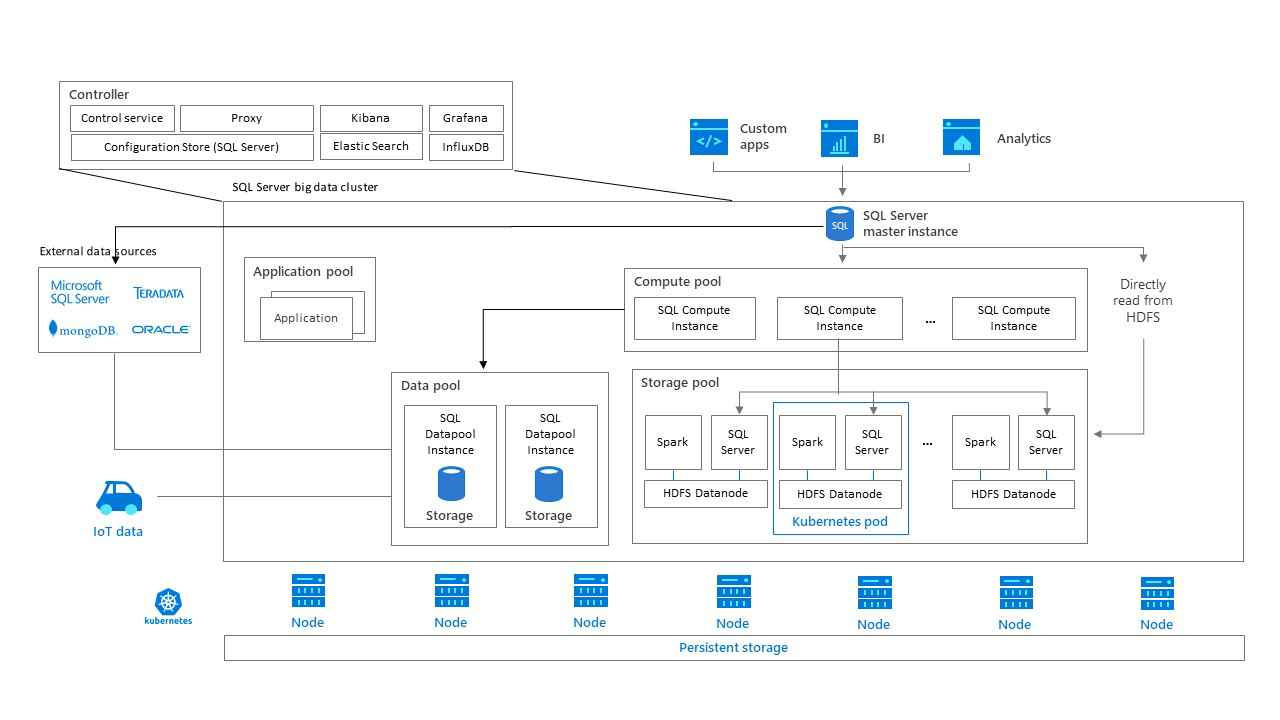 Controller
Control service
Proxy
Kibana
Grafana
Configuration Store (SQL Server)
Elastic Search
InfluxDB
Custom
apps
BI
Analytics
SQL Server big data cluster
SQL
SQL Server
master instance
External data sources
Microsoft
SQL Server
TERADATA
mongoDB.
ORACLE
Application pool
Application
Compute pool
SQL Compute
Instance
SQL Compute
Instance
...
SQL Compute
Instance
Directly
read from
HDFS
Data pool
SQL
Datapool
Instance
Storage
SQL
Datapool
Instance
Storage
Storage pool
Spark
SQL
Server
HDFS Datanode
Spark
SQL
Server
HDFS Datanode
Kubernetes pod
...
Spark
SQL
Server
HDFS Datanode
IoT data
kubernetes
Node
Node
Node
Node
Node
Node
Node
Persistent storage